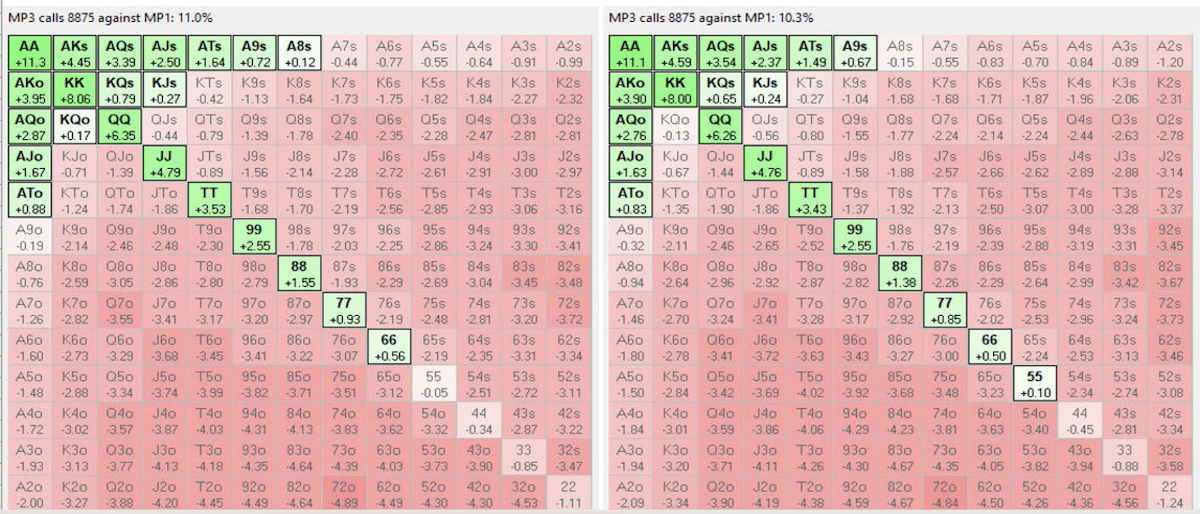 MP3 calls 8875 against MP1: 11.0%
AA AKs AQs AJs ATs A9s A8s A7s A6s A5s A4s A3s A2s
+11.3 +4.45 +3.39 +2.50 +1.64 +0.72 +0.12 -0.44 -0.77 -0.55 -0.64 -0.91 -0.99
AKo KK KQs KJs KTs K9s K8s K7s K6s K5s K4s K3s K2s
+3.95 +8.06 +0.79 +0.27 -0.42 -1.13 -1.64 -1.73 -1.75 -1.82 -1.84 -2.27 -2.32
AQo KQo QQ QJs QTs Q9s Q8s Q7s Q6s Q5s Q4s Q3s Q2s
+2.87 +0.17 +6.35 -0.44 -0.79 -1.39 -1.78 -2.40 -2.35 -2.28 -2.47 -2.81 -2.81
AJo KJo QJo JJ JTs J9s J8s J7s J6s J5s J4s J3s J2s
+1.67 -0.71 -1.39 +4.79 -0.89 -1.56 -2.14 -2.28 -2.72 -2.61 -2.91 -3.00 -2.97
ATo KTo QTo JTo TT T9s T8s T7s T6s T5s T4s T3s T2s
+0.88 -1.24 -1.74 -1.86 +3.53 -1.68 -1.70 -2.19 -2.56 -2.85 -2.93 -3.06 -3.16
A9o K9o Q9o J9o T9o 99 98s 97s 96s 95s 94s 93s 92s
-0.19 -2.14 -2.46 -2.48 -2.30 +2.55 -1.78 -2.03 -2.25 -2.86 -3.24 -3.30 -3.41
A8o K8o Q8o J8o T8o 98o 88 87s 86s 85s 84s 83s 82s
-0.76 -2.59 -3.05 -2.86 -2.80 -2.79 +1.55 -1.93 -2.29 -2.69 -3.04 -3.45 -3.48
A7o K7o Q7o J7o T7o 97o 87o 77 76s 75s 74s 73s 72s
-1.26 -2.82 -3.55 -3.41 -3.17 -3.20 -2.97 +0.93 -2.19 -2.48 -2.81 -3.20 -3.72
A6o K6o Q6o J6o T6o 96o 86o 76o 66 65s 64s 63s 62s
-1.60 -2.73 -3.29 -3.68 -3.45 -3.41 -3.22 -3.07 +0.56 -2.19 -2.35 -3.31 -3.34
A5o K5o Q5o J5o T5o 95o 85o 75o 65o 55 54s 53s 52s
-1.48 -2.88 -3.34 -3.74 -3.99 -3.82 -3.71 -3.51 -3.12 -0.05 -2.51 -2.72 -3.11
A4o K4o Q4o J4o T4o 94o 84o 74o 64o 54o 44 43s 42s
-1.72 -3.02 -3.57 -3.87 -4.03 -4.31 -4.13 -3.83 -3.62 -3.32 -0.34 -2.87 -3.22
A3o K3o Q3o J3o T3o 93o 83o 73o 63o 53o 43o 33 32s
-1.93 -3.13 -3.77 -4.13 -4.18 -4.35 -4.64 -4.39 -4.03 -3.73 -3.90 -0.85 -3.47
A2o K2o Q2o J2o T2o 92o 82o 72o 62o 52o 42o 32o 22
-2.00 -3.27 -3.88 -4.20 -4.45 -4.49 -4.64 -4.89 -4.49 -4.30 -4.30 -4.53 -1.11
MP3 calls 8875 against MP1: 10.3%
AA AKs AQs AJs ATs A9s A8s A7s A6s A5s A4s A3s A2s
+11.1 +4.59 +3.54 +2.37 +1.49 +0.67 -0.15 -0.55 -0.83 -0.70 -0.84 -0.89 -1.20
AKo KK KQs KJs KTs K9s K8s K7s K6s K5s K4s K3s K2s
+3.90 +8.00 +0.65 +0.24 -0.27 -1.04 -1.68 -1.68 -1.71 -1.87 -1.96 -2.06 -2.31
AQo KQo QQ QJs QTs Q9s Q8s Q7s Q6s Q5s Q4s Q3s Q2s
+2.76 -0.13 +6.26 -0.56 -0.80 -1.55 -1.77 -2.24 -2.14 -2.24 -2.44 -2.63 -2.78
AJo KJo QJo JJ JTs J9s J8s J7s J6s J5s J4s J3s J2s
+1.63 -0.67 -1.44 +4.76 -0.89 -1.58 -1.88 -2.57 -2.66 -2.62 -2.89 -2.88 -3.14
ATo KTo QTo JTo TT T9s T8s T7s T6s T5s T4s T3s T2s
+0.83 -1.35 -1.90 -1.86 +3.43 -1.37 -1.92 -2.13 -2.50 -3.07 -3.00 -3.28 -3.37
A9o K9o Q9o J9o T9o 99 98s 97s 96s 95s 94s 93s 92s
-0.32 -2.11 -2.46 -2.65 -2.52 +2.55 -1.76 -2.19 -2.39 -2.88 -3.19 -3.31 -3.45
A8o K8o Q8o J8o T8o 98o 88 87s 86s 85s 84s 83s 82s
-0.94 -2.64 -2.96 -2.92 -2.87 -2.82 +1.38 -2.26 -2.29 -2.64 -2.99 -3.42 -3.67
A7o K7o Q7o J7o T7o 97o 87o 77 76s 75s 74s 73s 72s
-1.46 -2.70 -3.24 -3.41 -3.28 -3.17 -2.92 +0.85 -2.02 -2.53 -2.96 -3.24 -3.73
A6o K6o Q6o J6o T6o 96o 86o 76o 66 65s 64s 63s 62s
-1.80 -2.78 -3.41 -3.72 -3.63 -3.43 -3.27 -3.00 +0.50 -2.24 -2.53 -3.13 -3.46
A5o K5o Q5o J5o T5o 95o 85o 75o 65o 55 54s 53s 52s
-1.50 -2.84 -3.42 -3.69 -4.02 -3.92 -3.68 -3.48 -3.23 +0.10 -2.34 -2.74 -3.08
A4o K4o Q4o J4o T4o 94o 84o 74o 64o 54o 44 43s 42s
-1.84 -3.01 -3.59 -3.86 -4.06 -4.29 -4.23 -3.81 -3.63 -3.40 -0.45 -2.81 -3.34
A3o K3o Q3o J3o T3o 93o 83o 73o 63o 53o 43o 33 32s
-1.94 -3.20 -3.71 -4.11 -4.26 -4.30 -4.67 -4.35 -4.05 -3.82 -3.94 -0.88 -3.58
A2o K2o Q2o J2o T2o 92o 82o 72o 62o 52o 42o 32o 22
-2.09 -3.34 -3.90 -4.19 -4.38 -4.59 -4.67 -4.84 -4.50 -4.26 -4.36 -4.56 -1.24